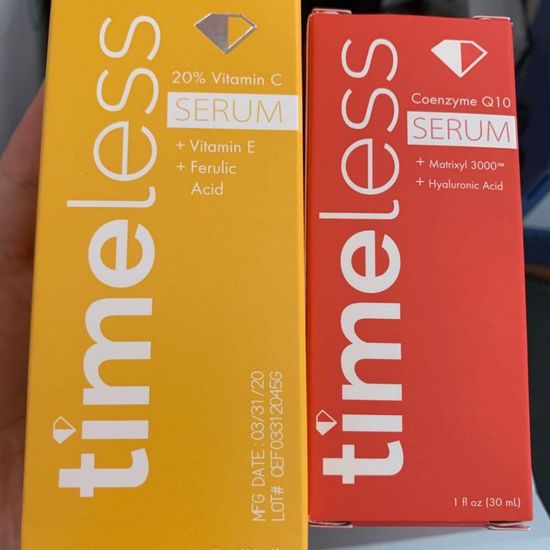 timeless
20% Vitamin C
SERUM
+ Vitamin E
+ Ferulic
Acid
MFG DATE: 03/31/20
LOT# CEF03312045G
timeless
Coenzyme Q10
SERUM
+ Matrixyl 3000™
+ Hyaluronic Acid
1 fl oz (30 mL)